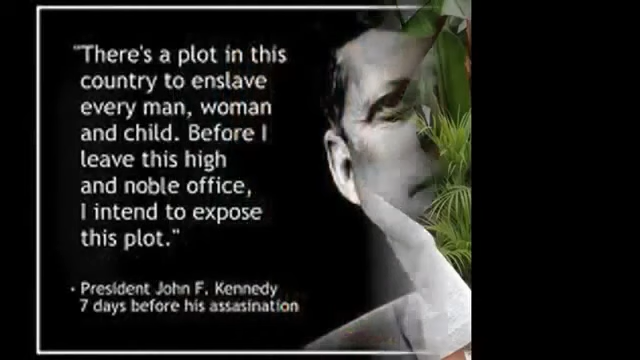 "There's a plot in this
country to enslave
every man, woman
and child. Before I
leave this high
and noble office,
I intend to expose
this plot."
· President John F. Kennedy
7 days before his assasination